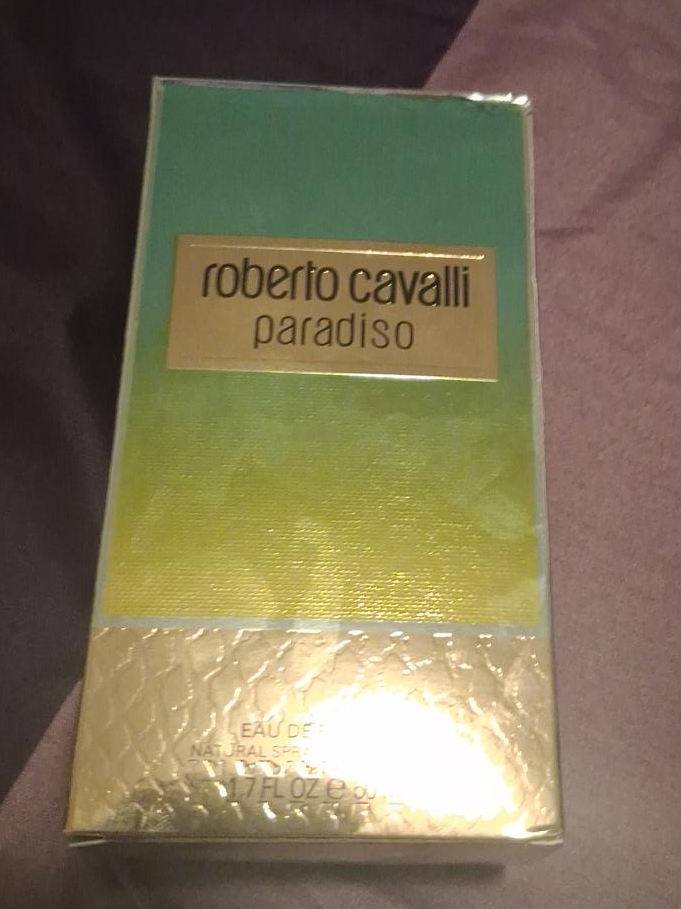 roberto cavalli
paradiso
EAU DE
NATURAL
1.7 FL OZ e